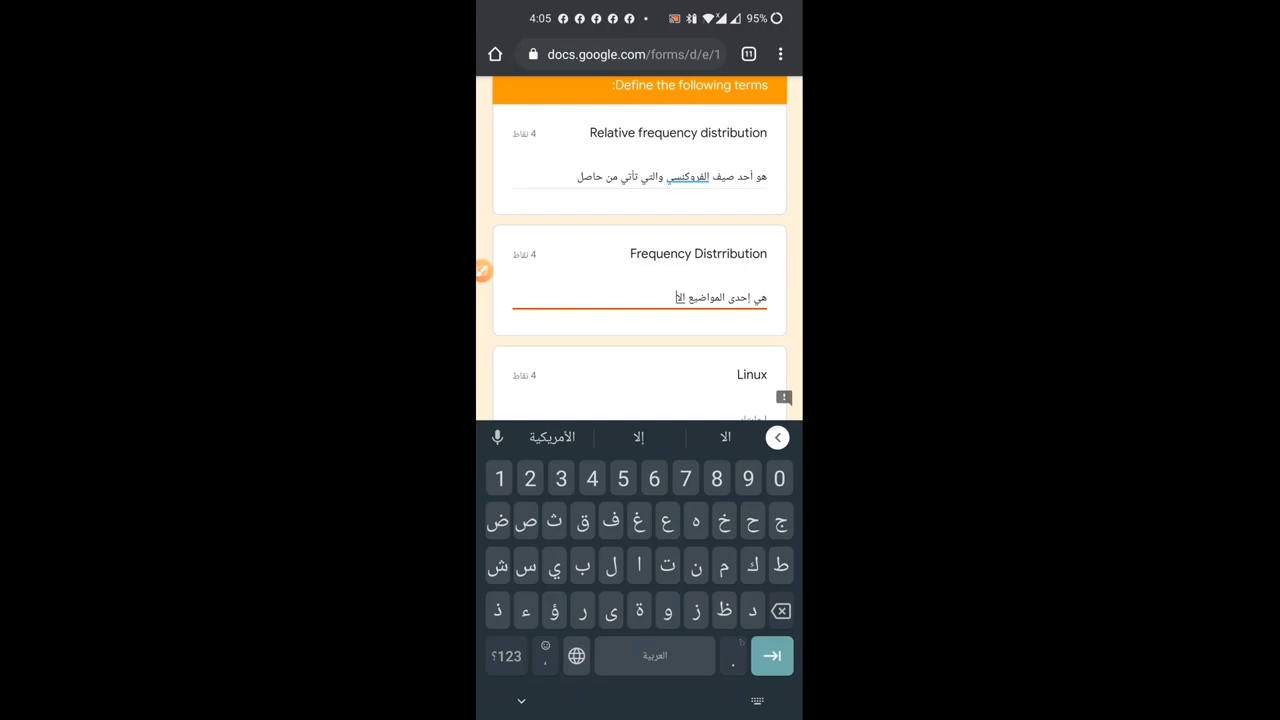 4:05
95%
docs.google.com/forms/d/e/1
11
:Define the following terms
Relative frequency distribution
4 نقاط
هو أحد صيف الفروكنسي والتي تأتي من حاصل
Frequency Distrribution
4 نقاط
هي إحدى المواضيع الأ
Linux
4 نقاط
الا إلا الأمريكية
1 2 3 4 5 6 7 8 9 0
ض ص ث ق ف غ ع ه خ ح ج
ش س ي ب ل ا ت ن م ك ط
ذ ء ؤ ر ى ة و ز ظ د
؟123 ، العربية .